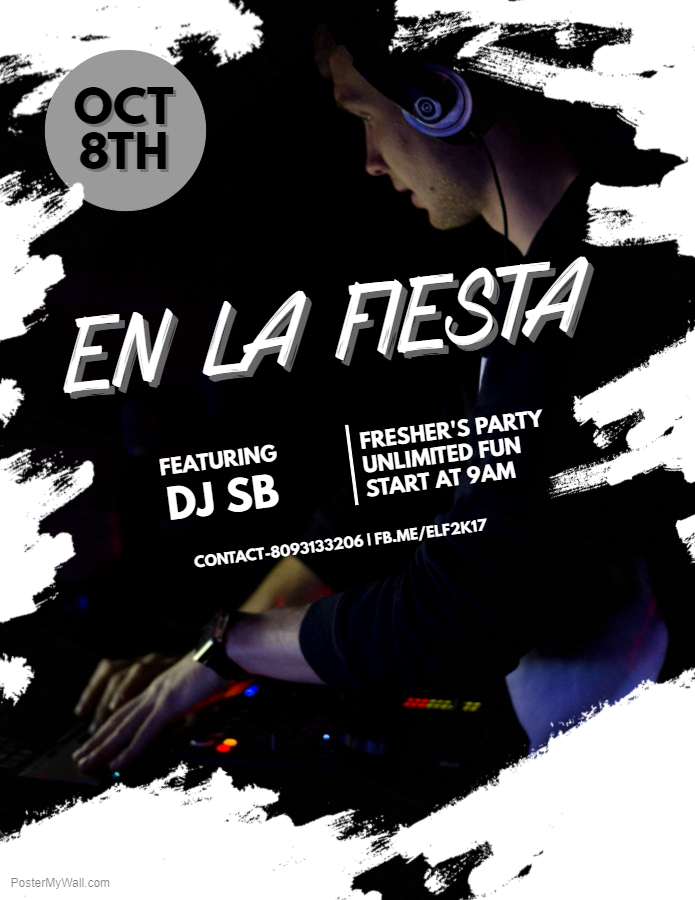 OCT
8TH
EN LA FIESTA
FEATURING
DJ SB
FRESHER'S PARTY
UNLIMITED FUN
START AT 9AM
CONTACT-8093133206 | FB.ME/ELF2K17
PosterMyWall.com